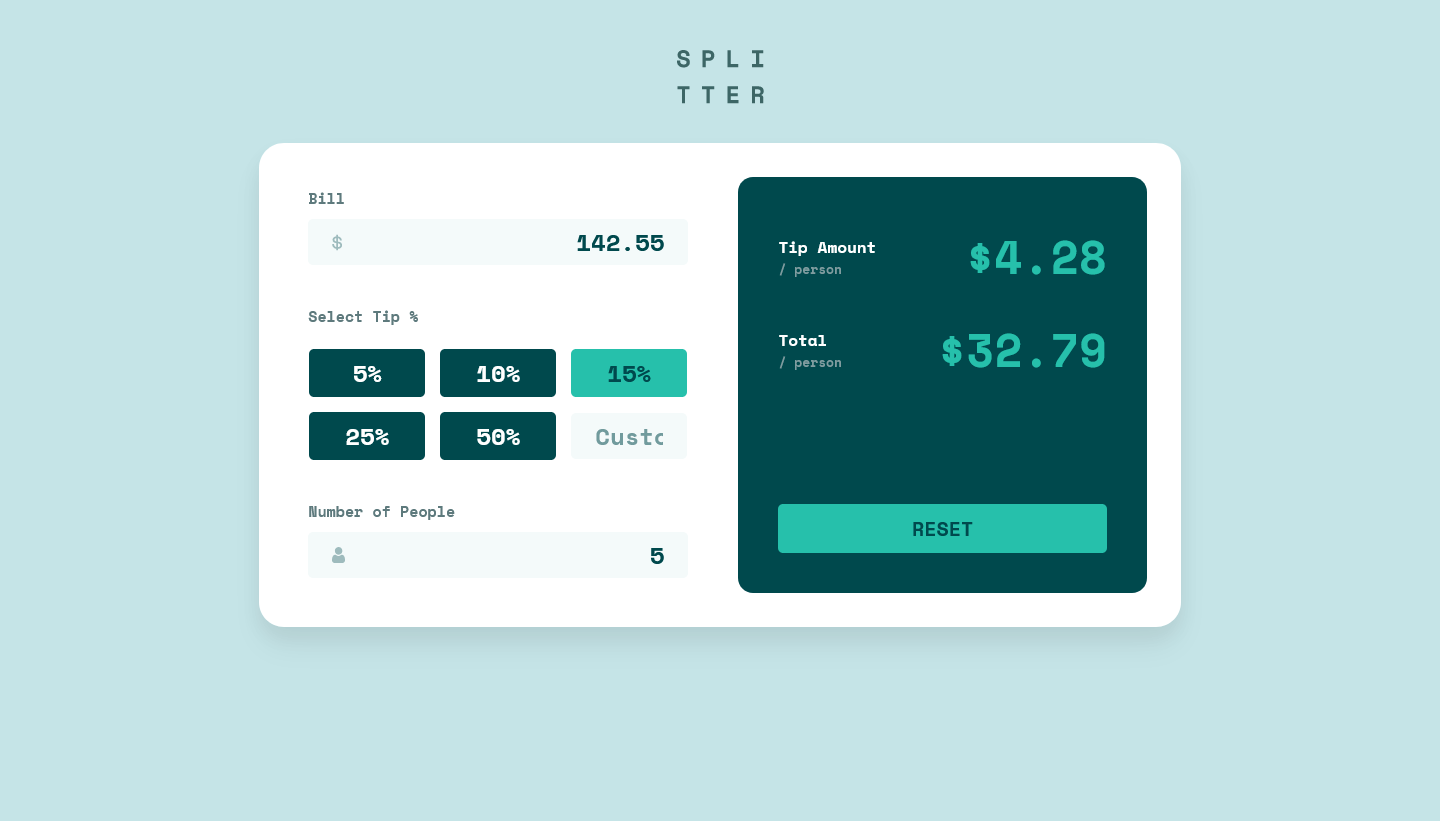 SPLI
TTER
Bill
$ 142.55
Select Tip %
5% 10% 15%
25% 50% Custo
Number of People
5
Tip Amount
/ person
$4.28
Total
/ person
$32.79
RESET